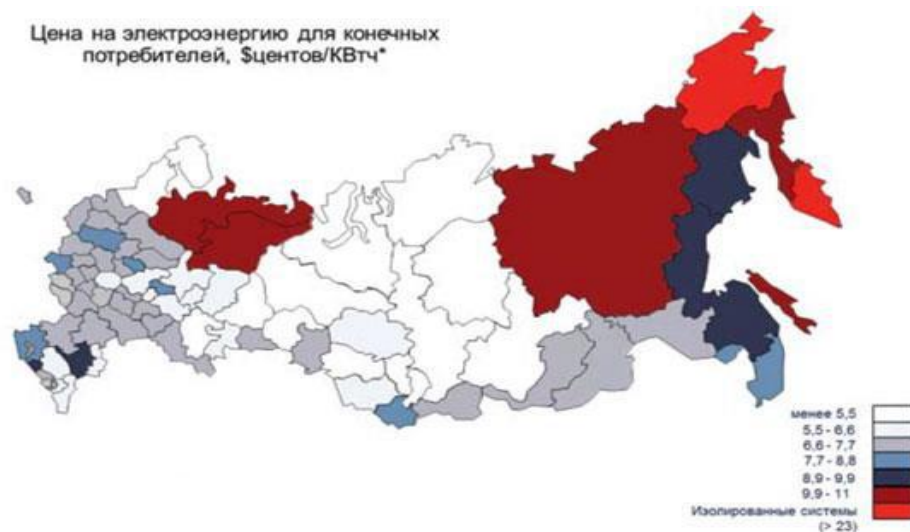 Цена на электроэнергию для конечных
потребителей, $центов/КВтч*
менее 5,5
5,5 - 6,6
6,6 - 7,7
7,7 - 8,8
8,9 - 9,9
9,9 - 11
Изолированные системы
(> 23)